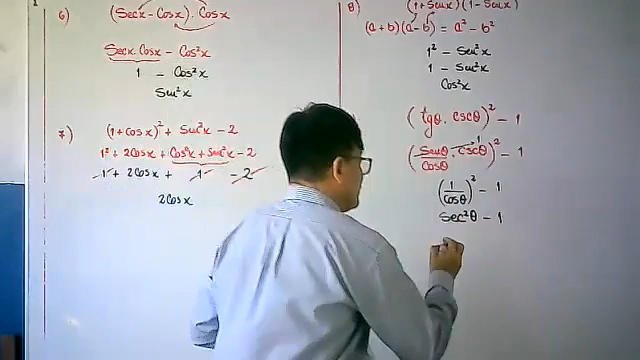 6) (Secx - Cosx) · Cosx
Secx · Cosx - Cos²x
1 - Cos²x
Sen²x
7) (1+Cosx)² + Sen²x - 2
1² + 2Cosx + Cos²x + Sen²x - 2
1 + 2Cosx + 1 - 2
2Cosx
8) (1+Senx)(1-Senx)
(a+b)(a-b) = a² - b²
1² - Sen²x
1 - Sen²x
Cos²x
(tgθ · cscθ)² - 1
(Senθ/Cosθ · cscθ)² - 1
(1/Cosθ)² - 1
Sec²θ - 1